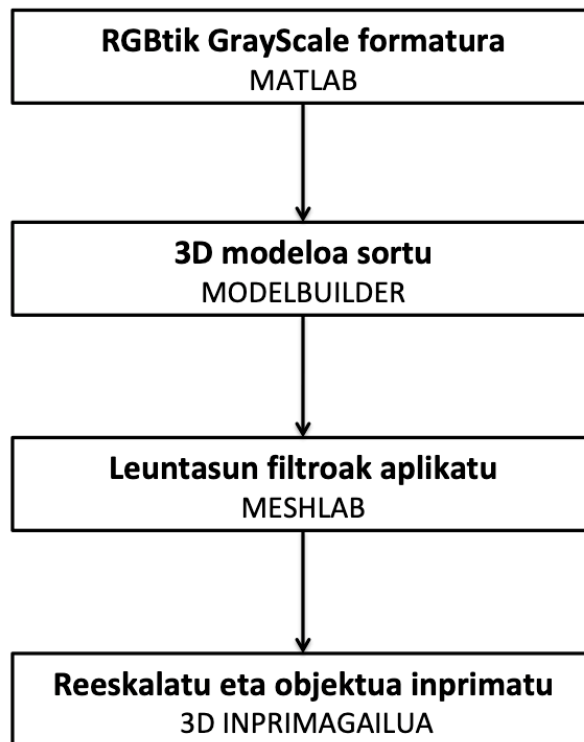 RGBtik GrayScale formatura
MATLAB
3D modeloa sortu
MODELBUILDER
Leuntasun filtroak aplikatu
MESHLAB
Reeskalatu eta objektua inprimatu
3D INPRIMAGAILUA